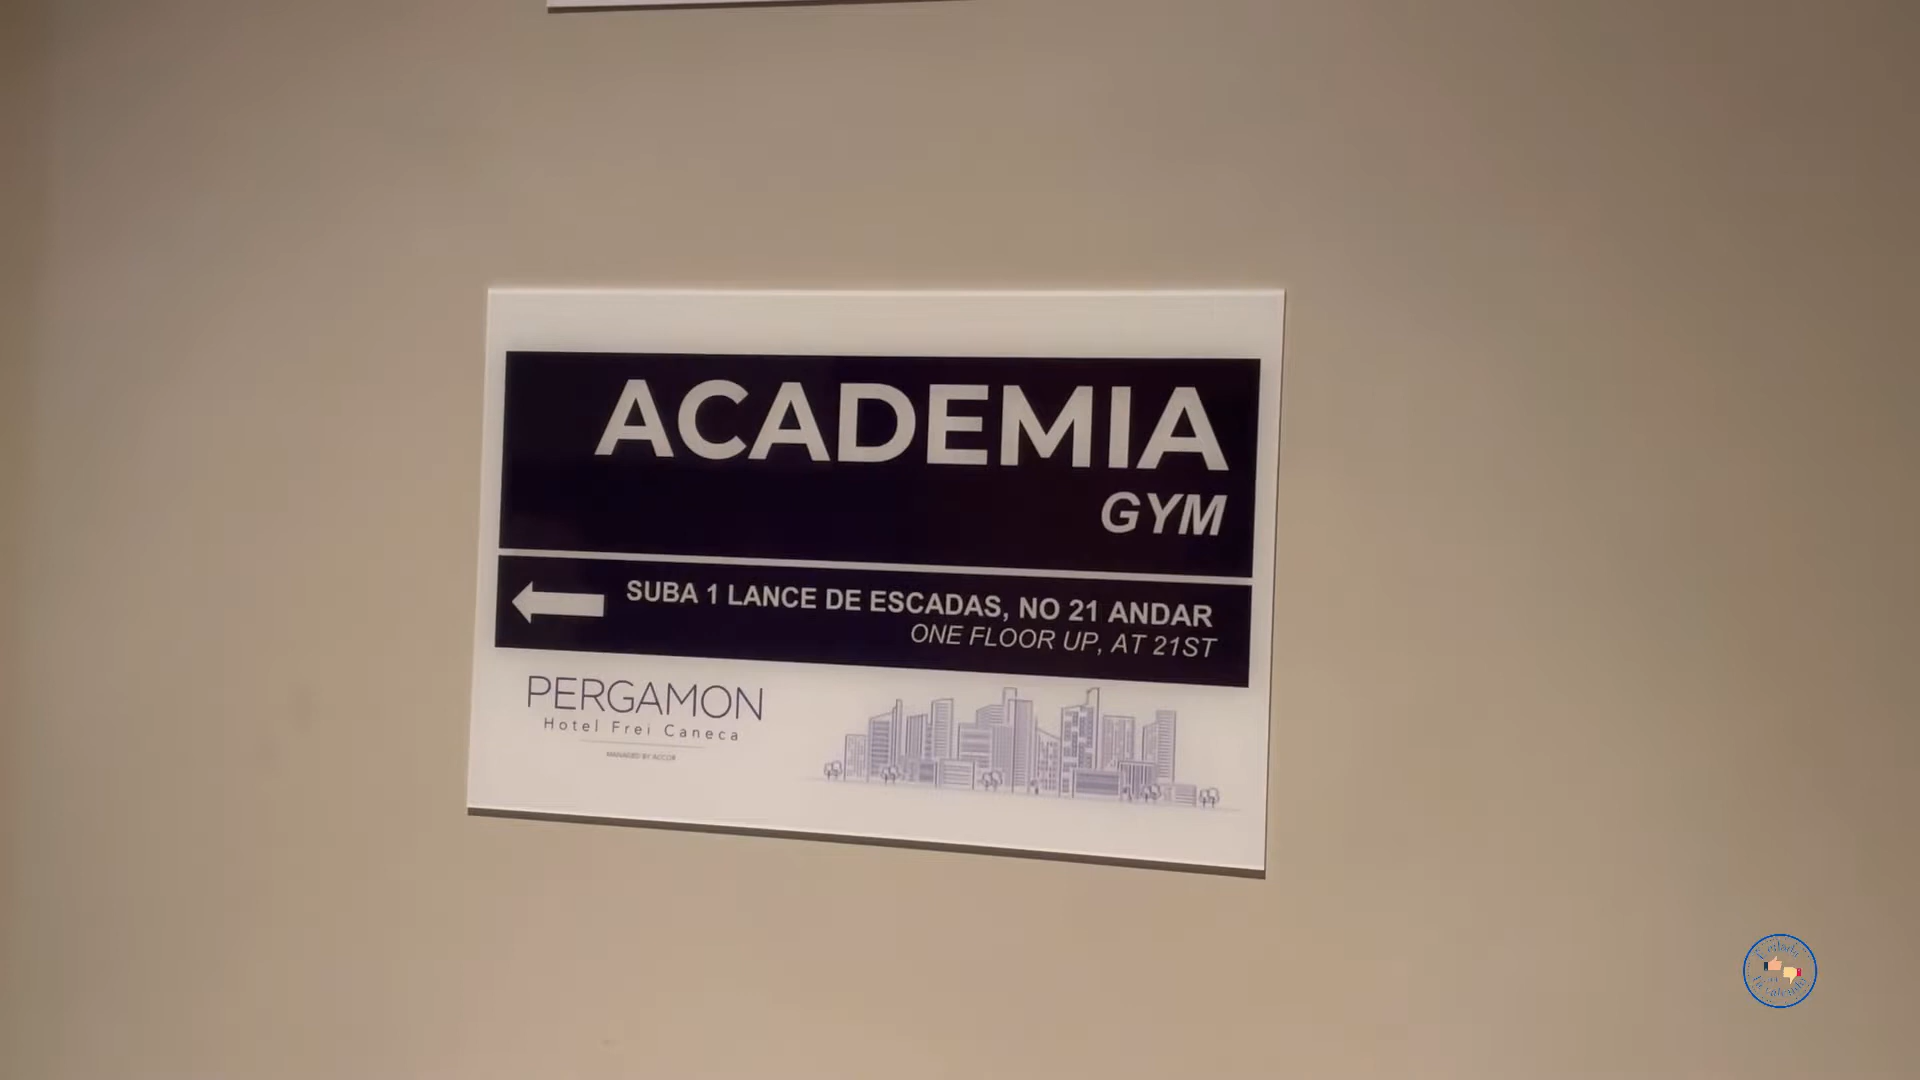 ACADEMIA
GYM
SUBA 1 LANCE DE ESCADAS, NO 21 ANDAR
ONE FLOOR UP, AT 21ST
PERGAMON
Hotel Frei Caneca
MANAGED BY ACCOR